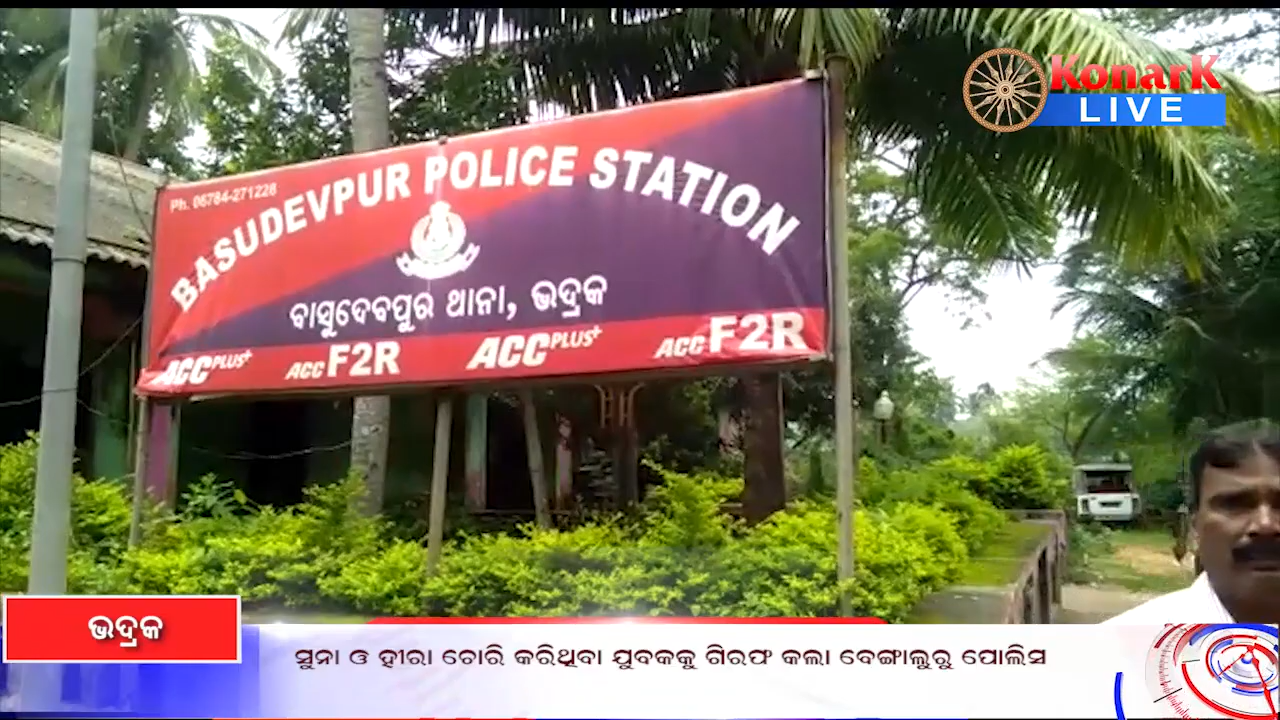 KonarK
LIVE
Ph. 06784-271228
BASUDEVPUR POLICE STATION
ବାସୁଦେବପୁର ଥାନା, ଭଦ୍ରକ
ACC PLUS+ ACC F2R ACC PLUS+ ACC F2R
ଭଦ୍ରକ
ସୁନା ଓ ହୀରା ଚୋରି କରିଥିବା ଯୁବକକୁ ଗିରଫ କଲା ବେଙ୍ଗାଲୁରୁ ପୋଲିସ